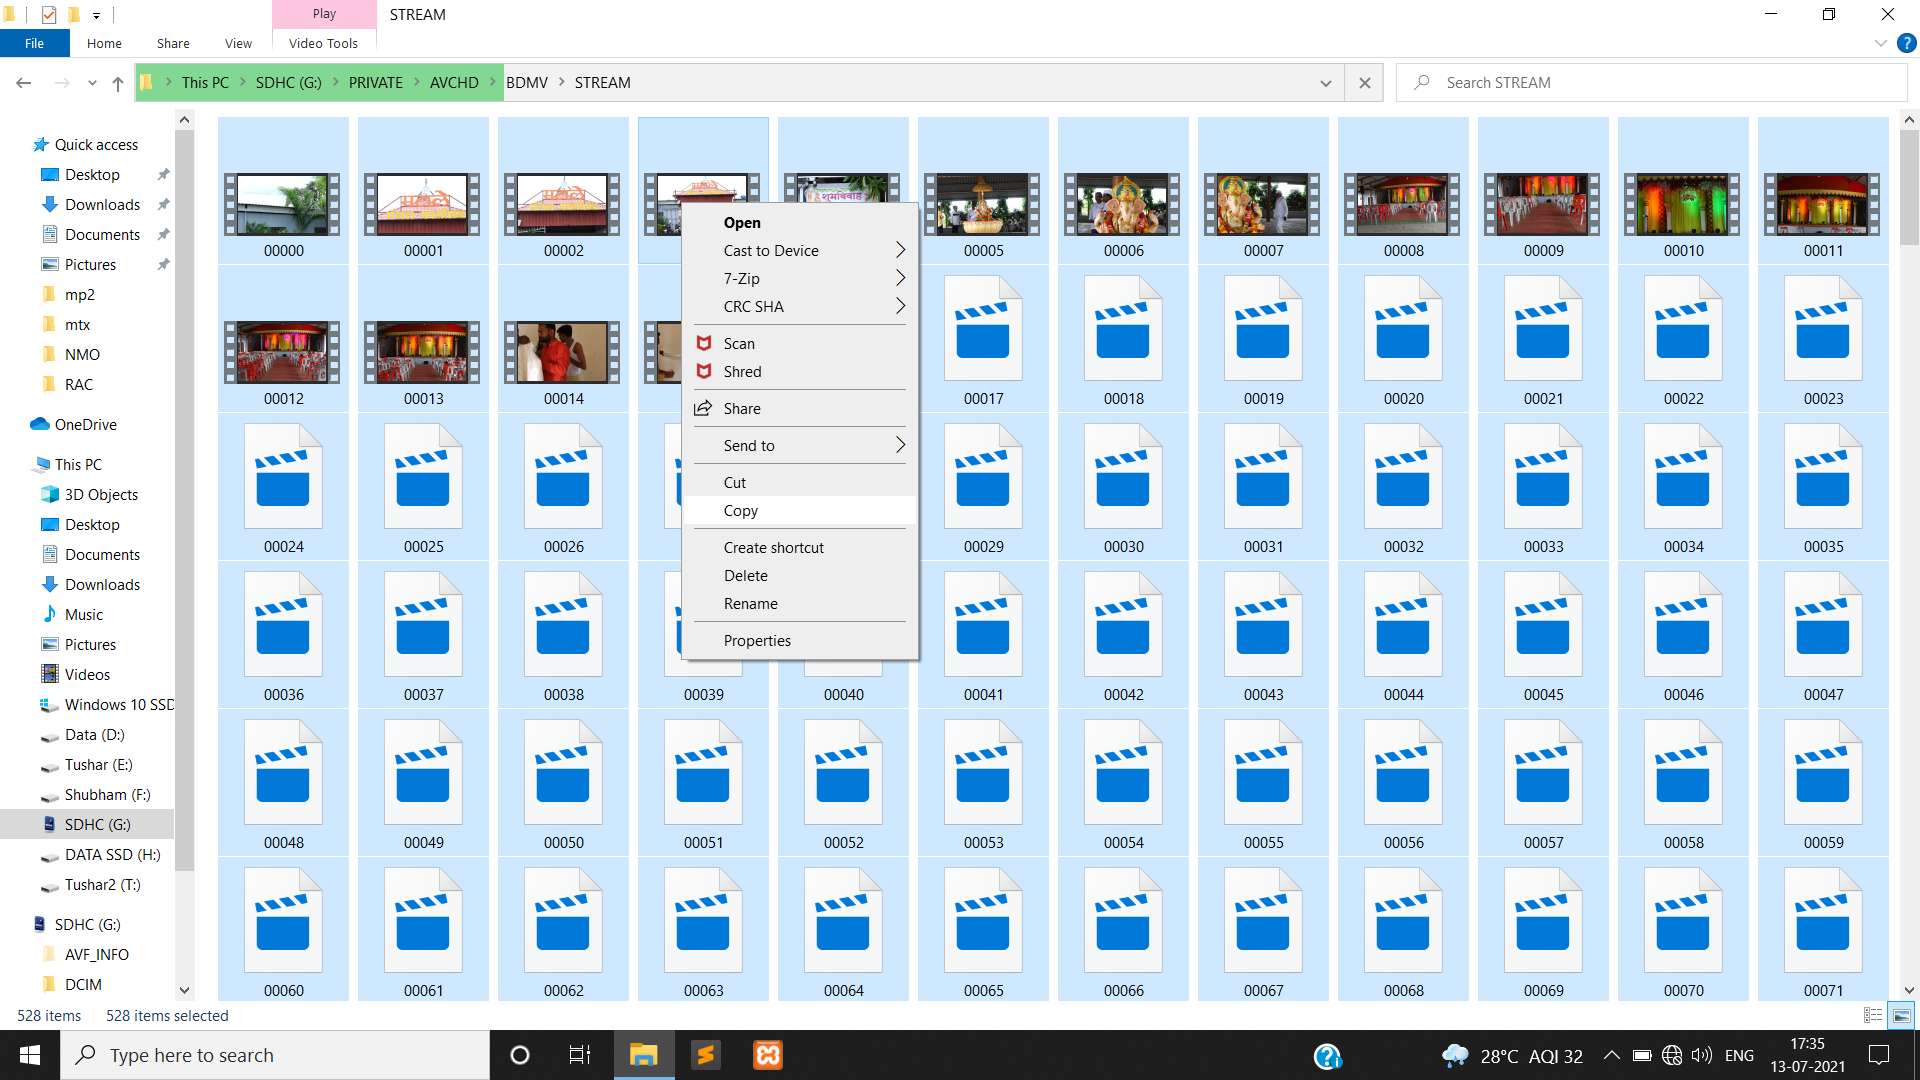 Play
STREAM
File
Home
Share
View
Video Tools
This PC
SDHC (G:)
PRIVATE
AVCHD
BDMV
STREAM
Search STREAM
Quick access
Desktop
Downloads
Documents
Pictures
mp2
mtx
NMO
RAC
OneDrive
This PC
3D Objects
Desktop
Documents
Downloads
Music
Pictures
Videos
Windows 10 SSD
Data (D:)
Tushar (E:)
Shubham (F:)
SDHC (G:)
DATA SSD (H:)
Tushar2 (T:)
SDHC (G:)
AVF_INFO
DCIM
शुभविवाह
00000
00001
00002
00005
00006
00007
00008
00009
00010
00011
00012
00013
00014
00017
00018
00019
00020
00021
00022
00023
00024
00025
00026
00029
00030
00031
00032
00033
00034
00035
00036
00037
00038
00039
00040
00041
00042
00043
00044
00045
00046
00047
00048
00049
00050
00051
00052
00053
00054
00055
00056
00057
00058
00059
00060
00061
00062
00063
00064
00065
00066
00067
00068
00069
00070
00071
Open
Cast to Device
7-Zip
CRC SHA
Scan
Shred
Share
Send to
Cut
Copy
Create shortcut
Delete
Rename
Properties
528 items
528 items selected
Type here to search
28°C AQI 32
ENG
17:35
13-07-2021